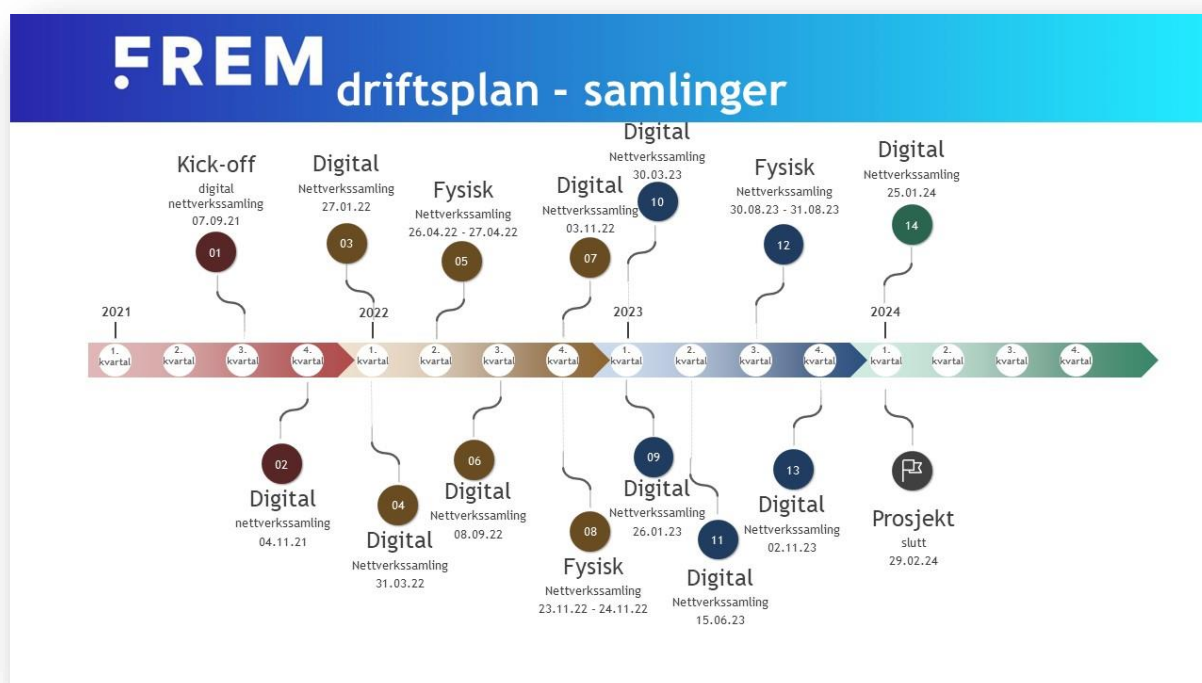 FREM driftsplan - samlinger
Kick-off
digital
nettverkssamling
07.09.21
01
Digital
Nettverkssamling
27.01.22
03
Fysisk
Nettverkssamling
26.04.22 - 27.04.22
05
Digital
Nettverkssamling
03.11.22
07
Digital
Nettverkssamling
30.03.23
10
Fysisk
Nettverkssamling
30.08.23 - 31.08.23
12
Digital
Nettverkssamling
25.01.24
14
2021
2022
2023
2024
1.
kvartal
2.
kvartal
3.
kvartal
4.
kvartal
1.
kvartal
2.
kvartal
3.
kvartal
4.
kvartal
1.
kvartal
2.
kvartal
3.
kvartal
4.
kvartal
1.
kvartal
2.
kvartal
3.
kvartal
4.
kvartal
02
Digital
nettverkssamling
04.11.21
04
Digital
Nettverkssamling
31.03.22
06
Digital
Nettverkssamling
08.09.22
08
Fysisk
Nettverkssamling
23.11.22 - 24.11.22
09
Digital
Nettverkssamling
26.01.23
11
Digital
Nettverkssamling
15.06.23
13
Digital
Nettverkssamling
02.11.23
Prosjekt
slutt
29.02.24